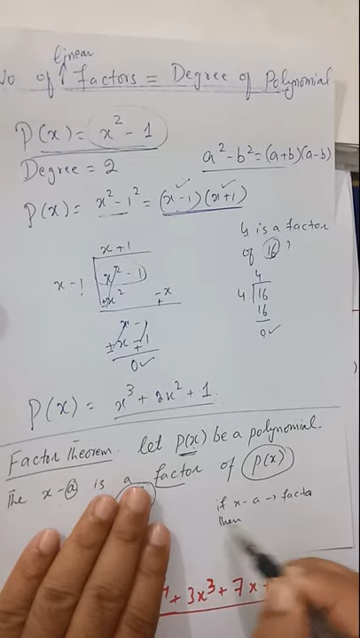 linear
No of ↑ factors = Degree of Polynomial
P(x) = x² - 1
Degree = 2
a² - b² = (a+b)(a-b)
P(x) = x² - 1² = (x-1)(x+1)
4 is a factor
of 16
x+1
x - 1
x² - 1
x² - x
+
x - 1
± x ∓ 1
0 ✓
4
4 16
16
0 ✓
P(x) = x³ + 2x² + 1
Factor Theorem. let p(x) be a polynomial.
The x - a is a factor of P(x)
if x - a → factor
then
+ 3x³ + 7x